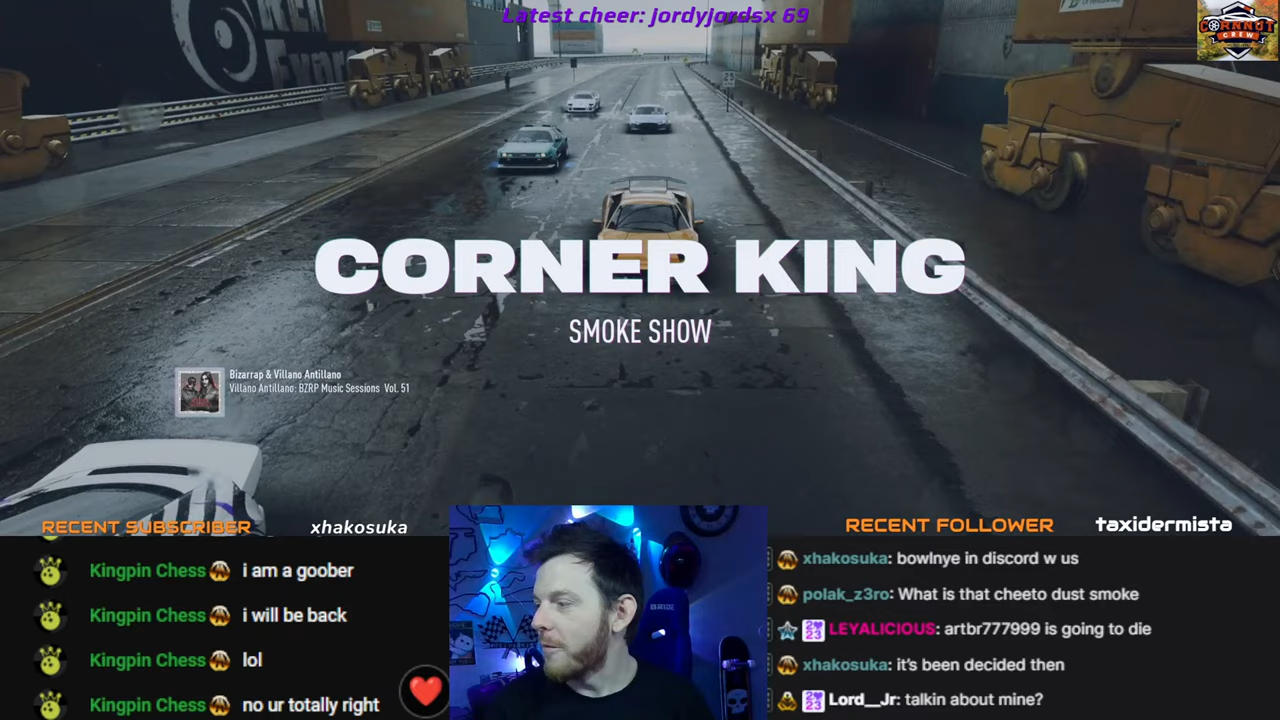 Latest cheer: jordyjordsx 69
CORNNUT
CREW
CORNER KING
SMOKE SHOW
Bizarrap & Villano Antillano
Villano Antillano: BZRP Music Sessions Vol. 51
RECENT SUBSCRIBER xhakosuka
Kingpin Chess i am a goober
Kingpin Chess i will be back
Kingpin Chess lol
Kingpin Chess no ur totally right
BRIDE
RECENT FOLLOWER taxidermista
xhakosuka: bowlnye in discord w us
polak_z3ro: What is that cheeto dust smoke
LEYALICIOUS: artbr777999 is going to die
xhakosuka: it's been decided then
Lord__Jr: talkin about mine?